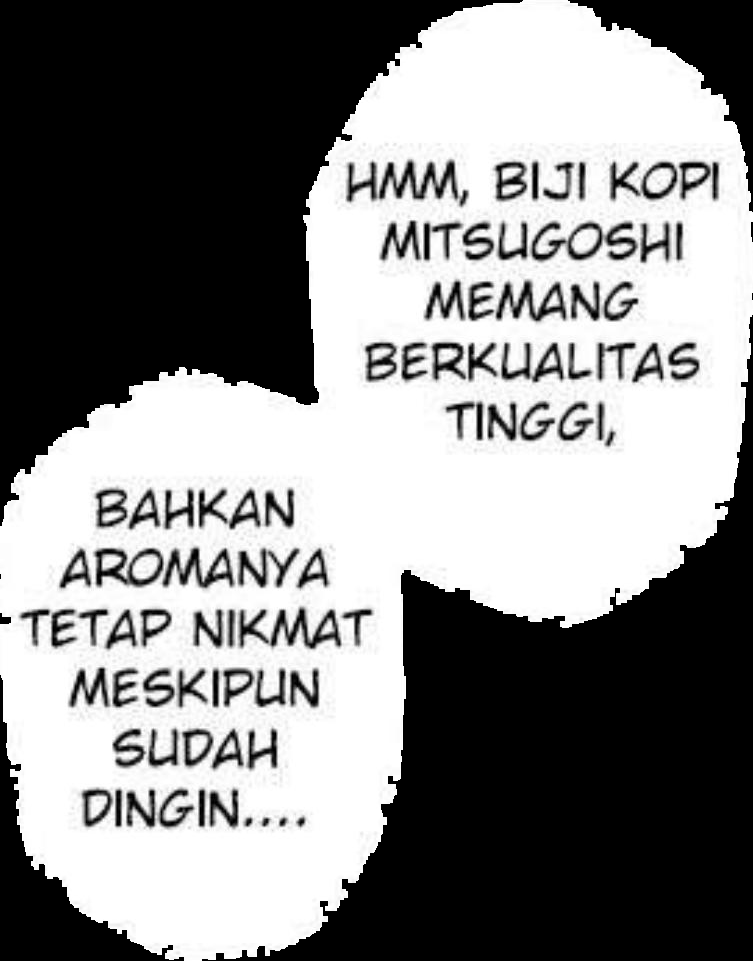 HMM, BIJI KOPI
MITSUGOSHI
MEMANG
BERKUALITAS
TINGGI,
BAHKAN
AROMANYA
TETAP NIKMAT
MESKIPUN
SUDAH
DINGIN....